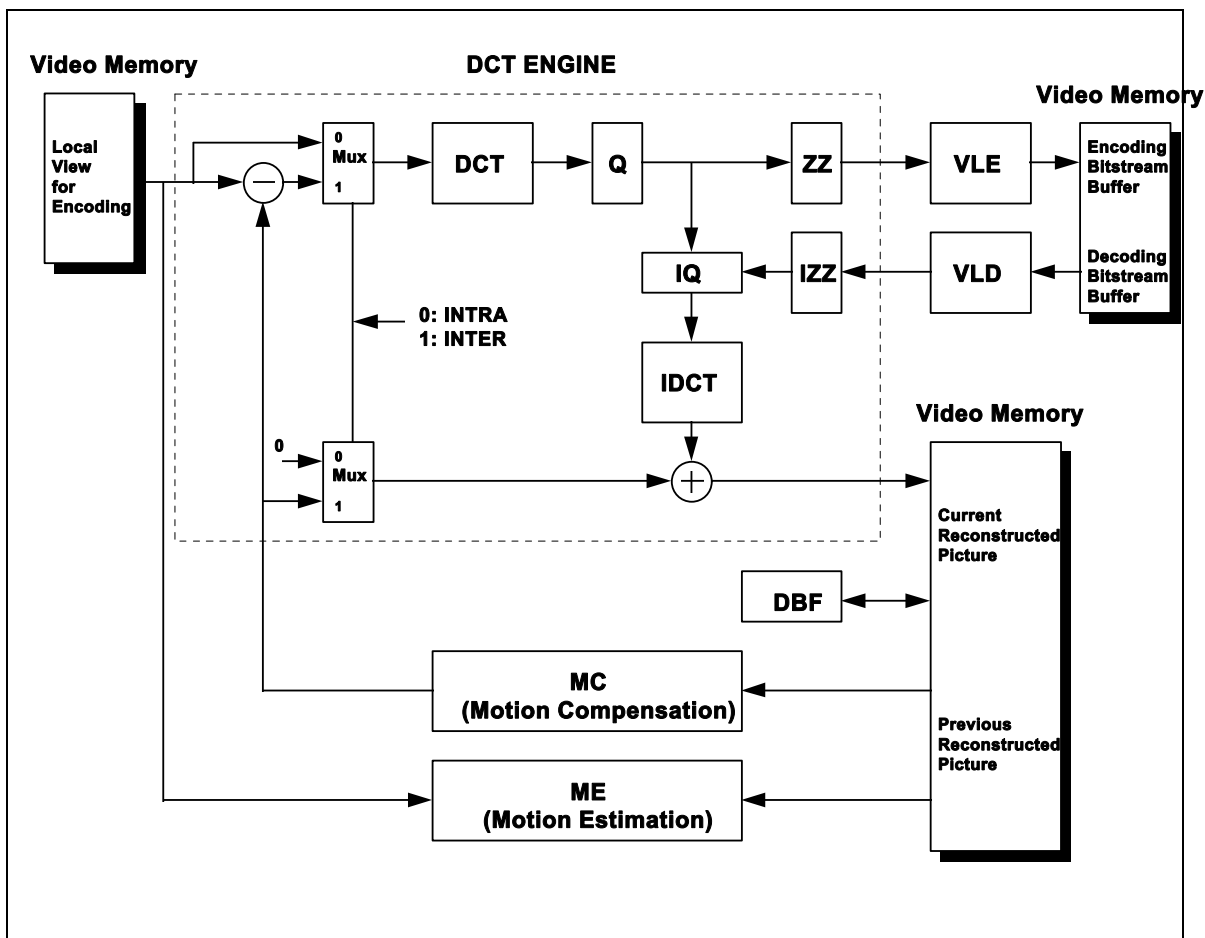 Video Memory
DCT ENGINE
Video Memory
Local
View
for
Encoding
0
Mux
1
DCT
Q
ZZ
VLE
Encoding
Bitstream
Buffer
IQ
IZZ
VLD
Decoding
Bitstream
Buffer
0: INTRA
1: INTER
IDCT
Video Memory
0
0
Mux
1
Current
Reconstructed
Picture
DBF
MC
(Motion Compensation)
Previous
Reconstructed
Picture
ME
(Motion Estimation)